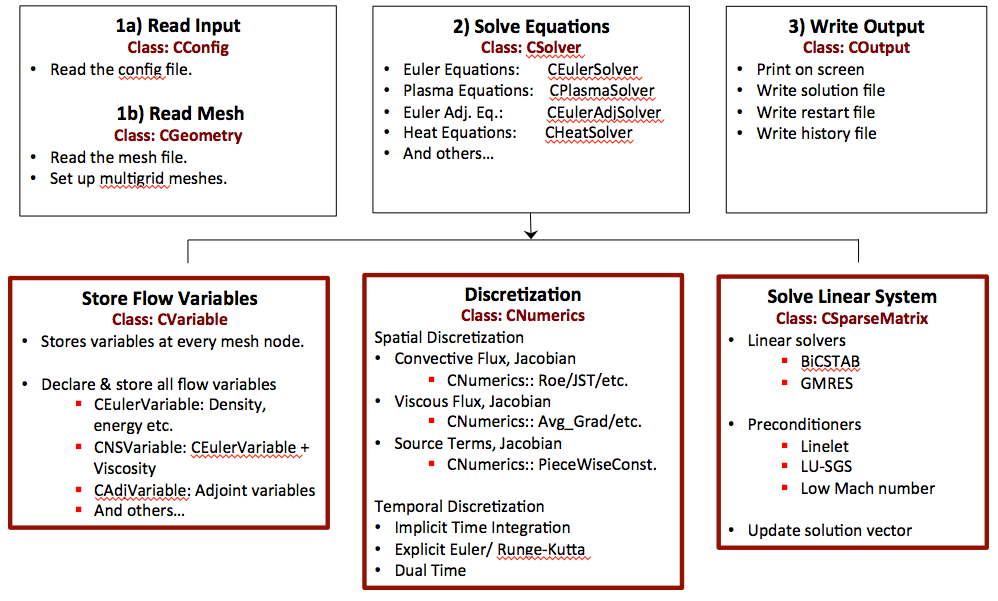 1a) Read Input
Class: CConfig
• Read the config file.
1b) Read Mesh
Class: CGeometry
• Read the mesh file.
• Set up multigrid meshes.
2) Solve Equations
Class: CSolver
• Euler Equations: CEulerSolver
• Plasma Equations: CPlasmaSolver
• Euler Adj. Eq.: CEulerAdjSolver
• Heat Equations: CHeatSolver
• And others...
3) Write Output
Class: COutput
• Print on screen
• Write solution file
• Write restart file
• Write history file
Store Flow Variables
Class: CVariable
• Stores variables at every mesh node.
• Declare & store all flow variables
▪ CEulerVariable: Density,
energy etc.
▪ CNSVariable: CEulerVariable +
Viscosity
▪ CAdjVariable: Adjoint variables
▪ And others...
Discretization
Class: CNumerics
Spatial Discretization
• Convective Flux, Jacobian
▪ CNumerics:: Roe/JST/etc.
• Viscous Flux, Jacobian
▪ CNumerics:: Avg_Grad/etc.
• Source Terms, Jacobian
▪ CNumerics:: PieceWiseConst.
Temporal Discretization
• Implicit Time Integration
• Explicit Euler/ Runge-Kutta
• Dual Time
Solve Linear System
Class: CSparseMatrix
• Linear solvers
▪ BiCSTAB
▪ GMRES
• Preconditioners
▪ Linelet
▪ LU-SGS
▪ Low Mach number
• Update solution vector